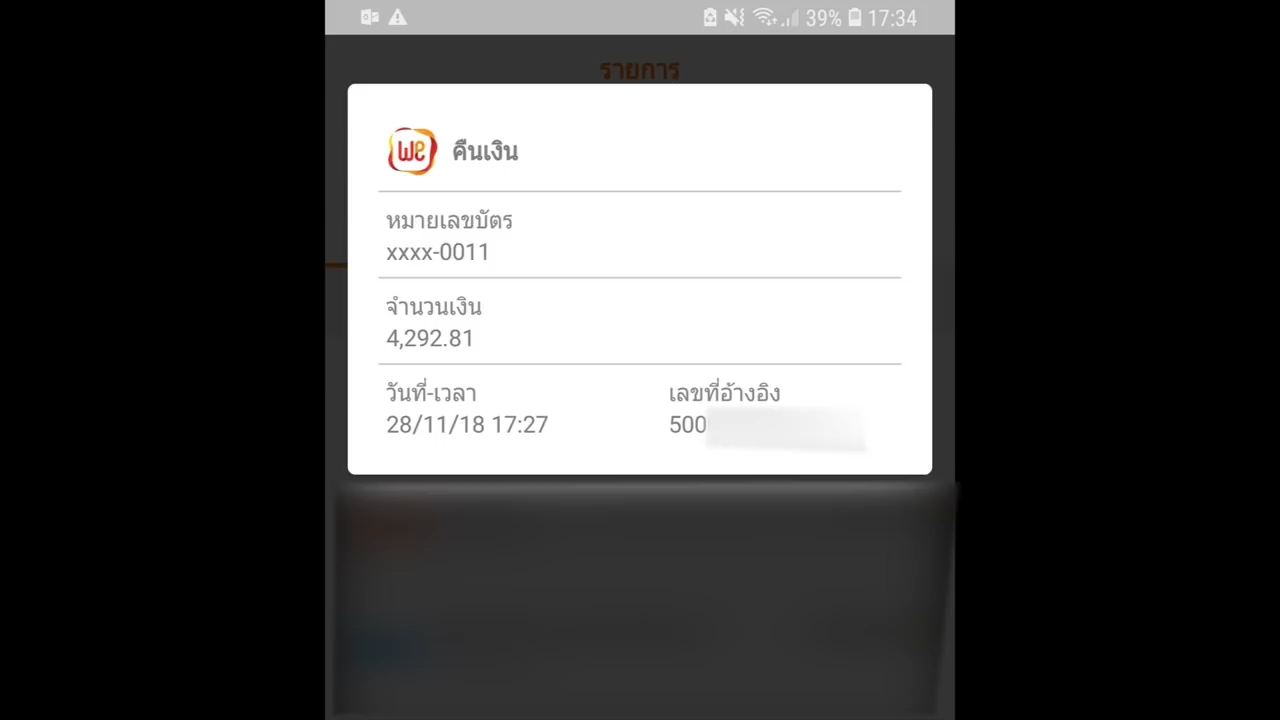 39% 17:34
รายการ
we คืนเงิน
หมายเลขบัตร
xxxx-0011
จำนวนเงิน
4,292.81
วันที่-เวลา เลขที่อ้างอิง
28/11/18 17:27 500